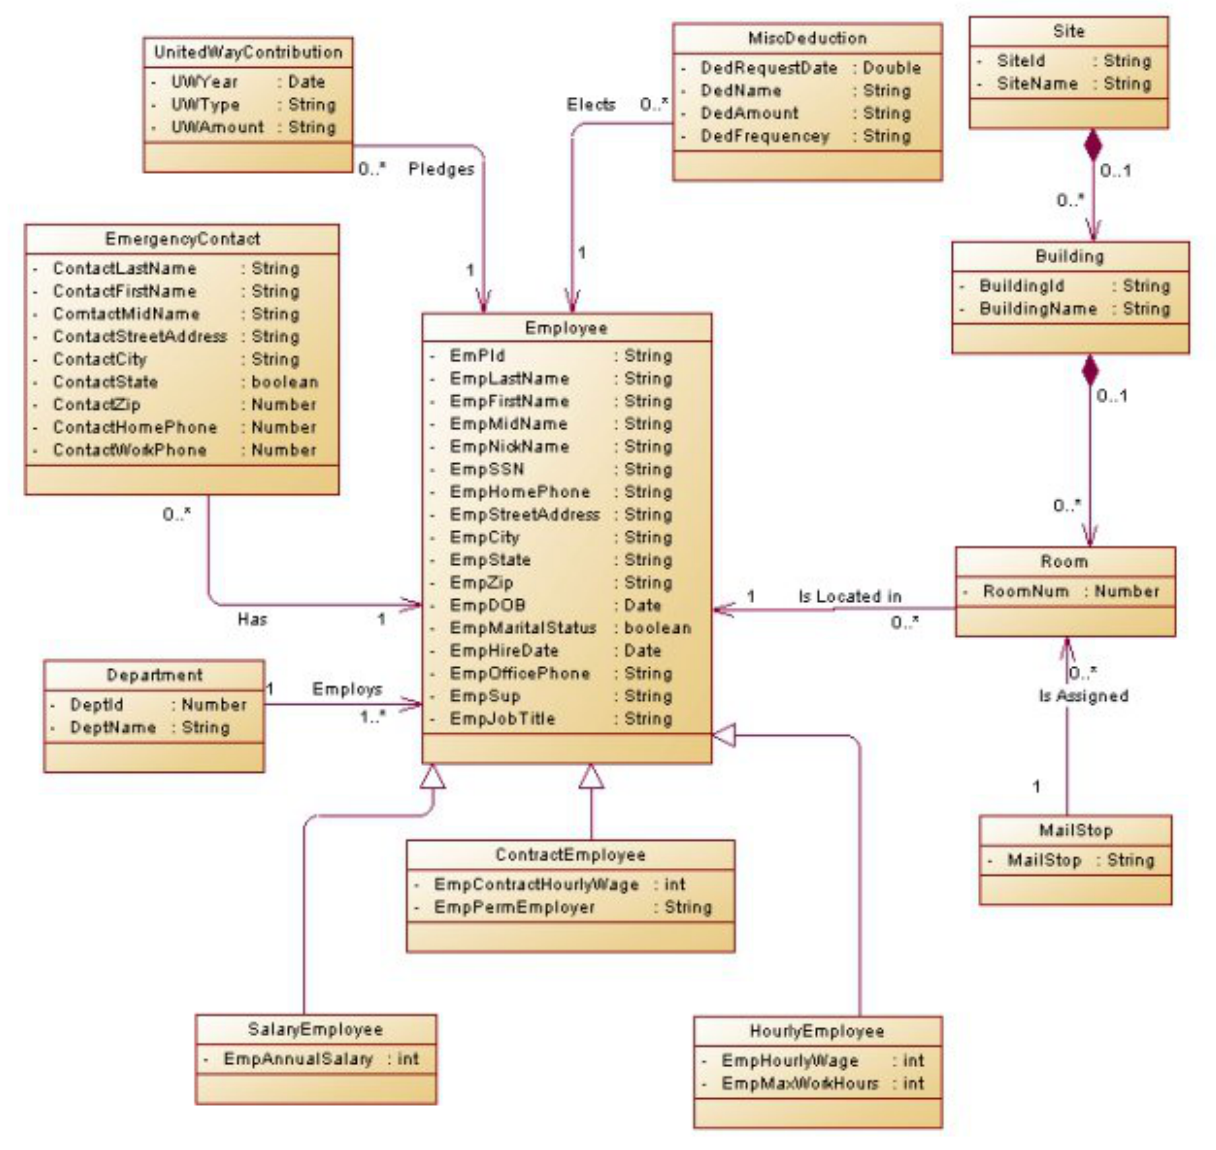 UnitedWayContribution
- UWYear : Date
- UWType : String
- UWAmount : String
MiscDeduction
- DedRequestDate : Double
- DedName : String
- DedAmount : String
- DedFrequencey : String
Site
- SiteId : String
- SiteName : String
Elects 0..*
0..* Pledges
0..1
0..*
1
1
EmergencyContact
- ContactLastName : String
- ContactFirstName : String
- ComtactMidName : String
- ContactStreetAddress : String
- ContactCity : String
- ContactState : boolean
- ContactZip : Number
- ContactHomePhone : Number
- ContactWorkPhone : Number
Building
- BuildingId : String
- BuildingName : String
0..1
0..*
Employee
- EmPId : String
- EmpLastName : String
- EmpFirstName : String
- EmpMidName : String
- EmpNickName : String
- EmpSSN : String
- EmpHomePhone : String
- EmpStreetAddress : String
- EmpCity : String
- EmpState : String
- EmpZip : String
- EmpDOB : Date
- EmpMaritalStatus : boolean
- EmpHireDate : Date
- EmpOfficePhone : String
- EmpSup : String
- EmpJobTitle : String
0..*
Has 1
Room
- RoomNum : Number
1 Is Located in
0..*
Department
- DeptId : Number
- DeptName : String
1 Employs
1..*
0..*
Is Assigned
1
MailStop
- MailStop : String
ContractEmployee
- EmpContractHourlyWage : int
- EmpPermEmployer : String
SalaryEmployee
- EmpAnnualSalary : int
HourlyEmployee
- EmpHourlyWage : int
- EmpMaxWorkHours : int